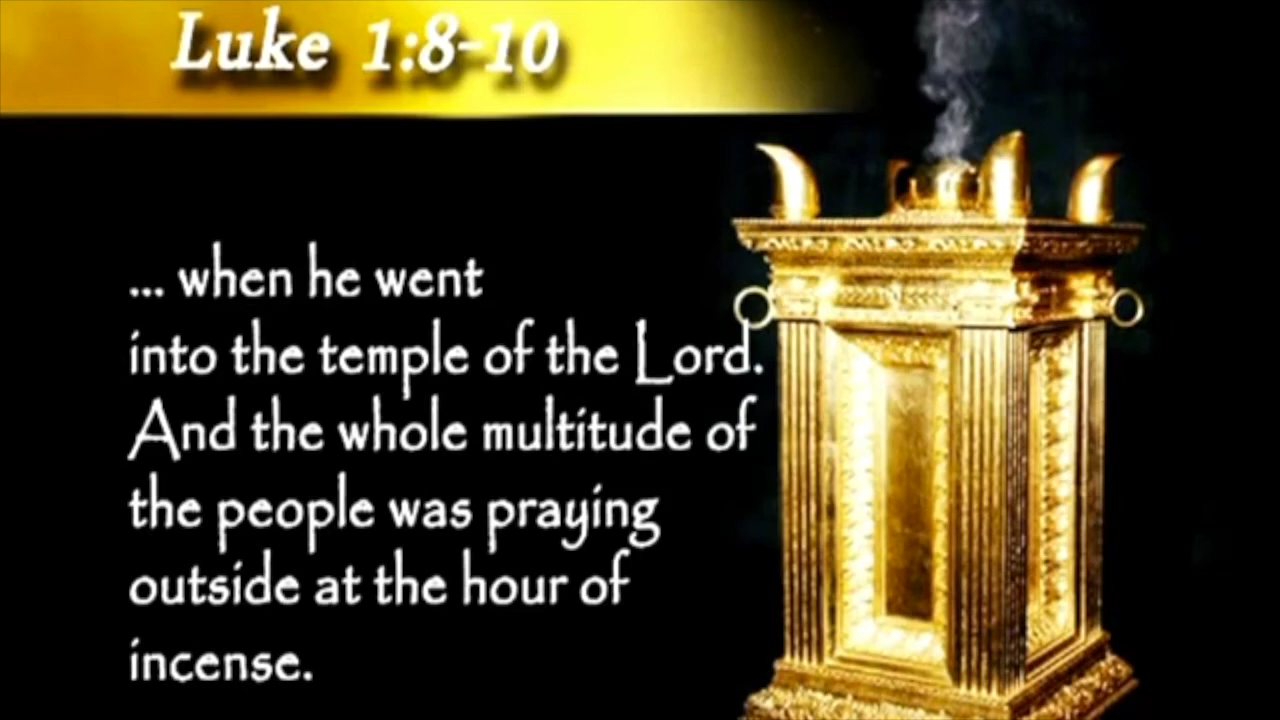 Luke 1:8-10
... when he went
into the temple of the Lord.
And the whole multitude of
the people was praying
outside at the hour of
incense.